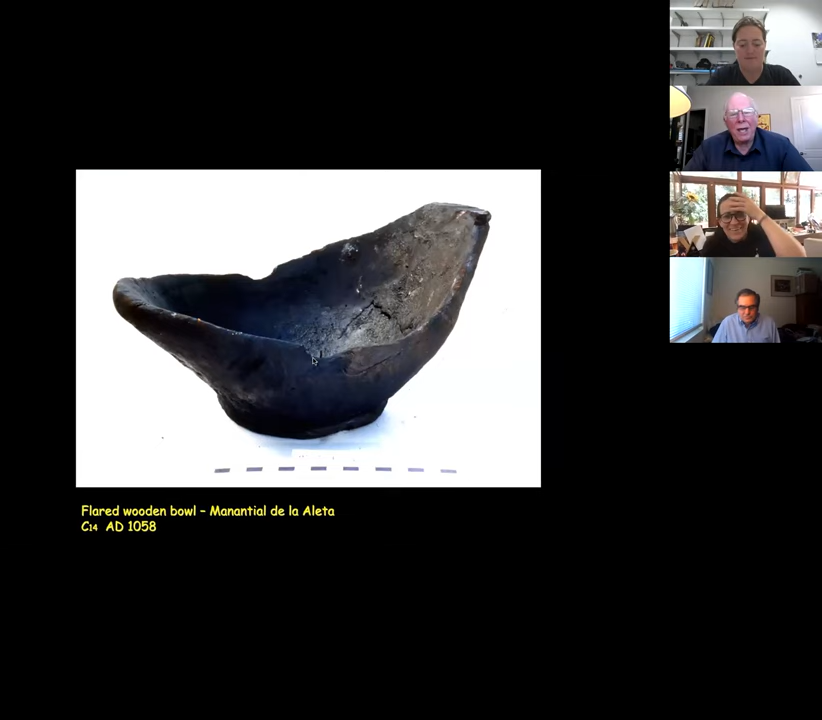 Flared wooden bowl – Manantial de la Aleta
C14 AD 1058